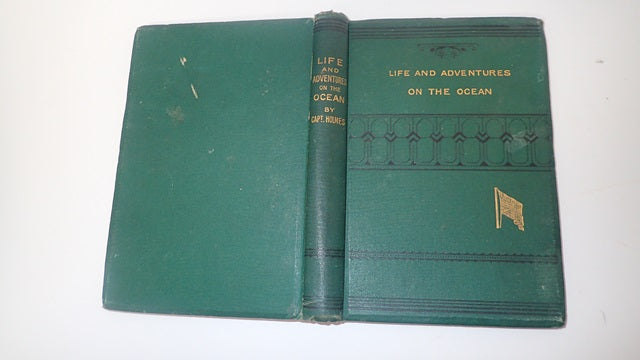 LIFE
AND
ADVENTURES
ON THE
OCEAN
BY
CAPT. HOLMES
LIFE AND ADVENTURES
ON THE OCEAN